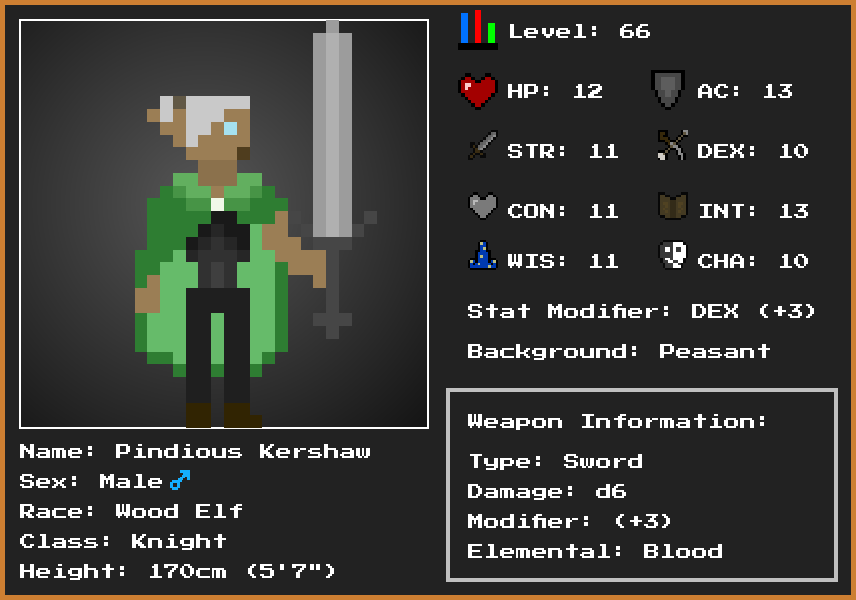 Level: 66
HP: 12
AC: 13
STR: 11
DEX: 10
CON: 11
INT: 13
WIS: 11
CHA: 10
Stat Modifier: DEX (+3)
Background: Peasant
Weapon Information:
Type: Sword
Damage: d6
Modifier: (+3)
Elemental: Blood
Name: Pindious Kershaw
Sex: Male♂
Race: Wood Elf
Class: Knight
Height: 170cm (5'7")